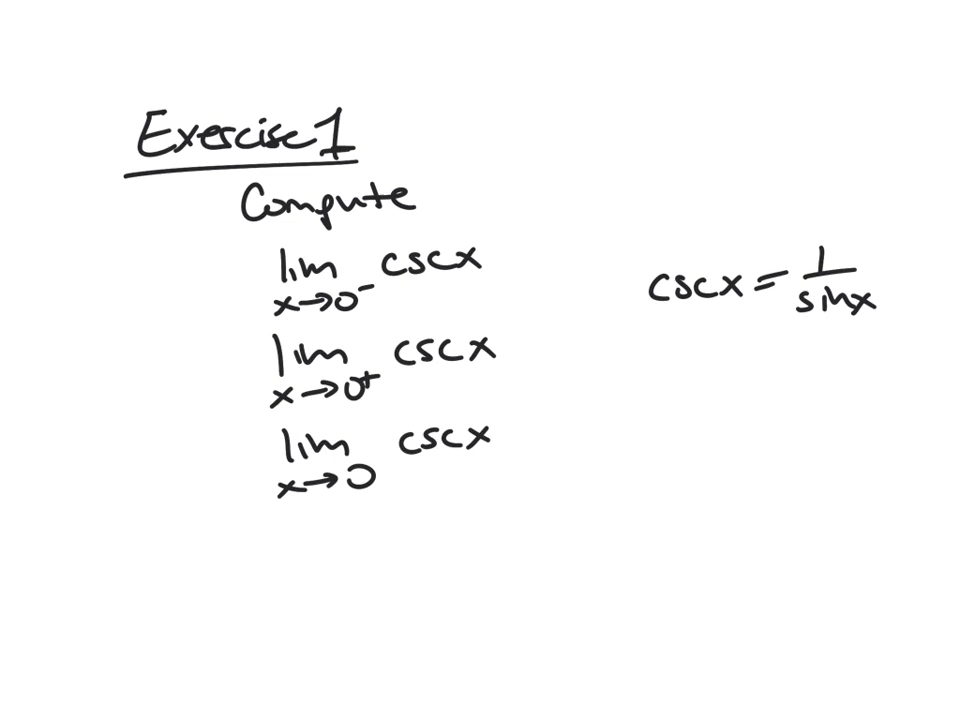 Exercise 1
Compute
lim csc x
x→0⁻
csc x = 1/sin x
lim csc x
x→0⁺
lim csc x
x→0